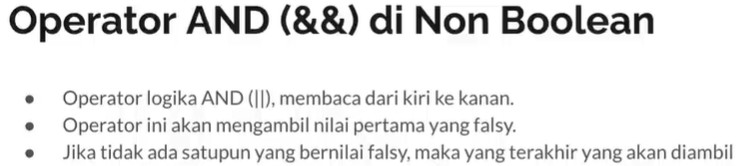 Operator AND (&&) di Non Boolean
• Operator logika AND (||), membaca dari kiri ke kanan.
• Operator ini akan mengambil nilai pertama yang falsy.
• Jika tidak ada satupun yang bernilai falsy, maka yang terakhir yang akan diambil